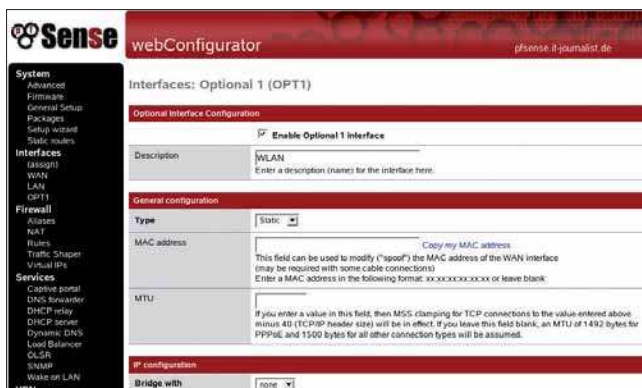 pfSense
webConfigurator
pfsense.it-journalist.de
System
Advanced
Firmware
General Setup
Packages
Setup wizard
Static routes
Interfaces
(assign)
WAN
LAN
OPT1
Firewall
Aliases
NAT
Rules
Traffic Shaper
Virtual IPs
Services
Captive portal
DNS forwarder
DHCP relay
DHCP server
Dynamic DNS
Load Balancer
OLSR
SNMP
Wake on LAN
VPN
Interfaces: Optional 1 (OPT1)
Optional Interface Configuration
Enable Optional 1 interface
Description
WLAN
Enter a description (name) for the interface here.
General configuration
Type
Static
MAC address
Copy my MAC address
This field can be used to modify ("spoof") the MAC address of the WAN interface
(may be required with some cable connections)
Enter a MAC address in the following format: xx:xx:xx:xx:xx:xx or leave blank
MTU
If you enter a value in this field, then MSS clamping for TCP connections to the value entered above
minus 40 (TCP/IP header size) will be in effect. If you leave this field blank, an MTU of 1492 bytes for
PPPoE and 1500 bytes for all other connection types will be assumed.
IP configuration
Bridge with
none